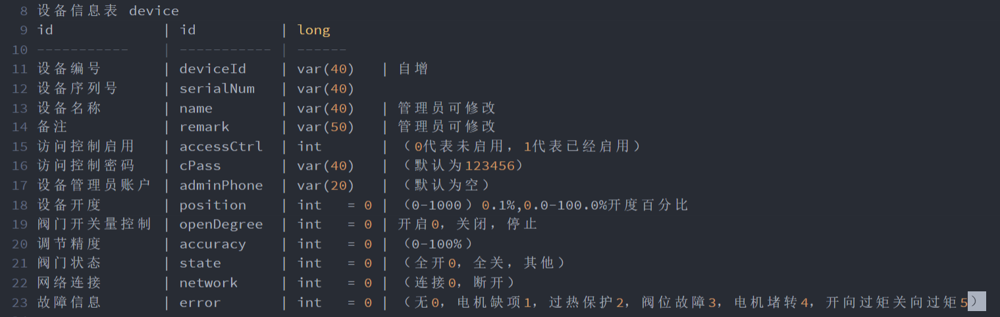 8 设备信息表 device
9 id | id | long
10 ----------- | ----------- | ------
11 设备编号 | deviceId | var(40) | 自增
12 设备序列号 | serialNum | var(40)
13 设备名称 | name | var(40) | 管理员可修改
14 备注 | remark | var(50) | 管理员可修改
15 访问控制启用 | accessCtrl | int | （0代表未启用，1代表已经启用）
16 访问控制密码 | cPass | var(40) | （默认为123456）
17 设备管理员账户 | adminPhone | var(20) | （默认为空）
18 设备开度 | position | int = 0 | （0-1000）0.1%,0.0-100.0%开度百分比
19 阀门开关量控制 | openDegree | int = 0 | 开启0，关闭，停止
20 调节精度 | accuracy | int = 0 | （0-100%）
21 阀门状态 | state | int = 0 | （全开0，全关，其他）
22 网络连接 | network | int = 0 | （连接0，断开）
23 故障信息 | error | int = 0 | （无0，电机缺项1，过热保护2，阀位故障3，电机堵转4，开向过矩关向过矩5）